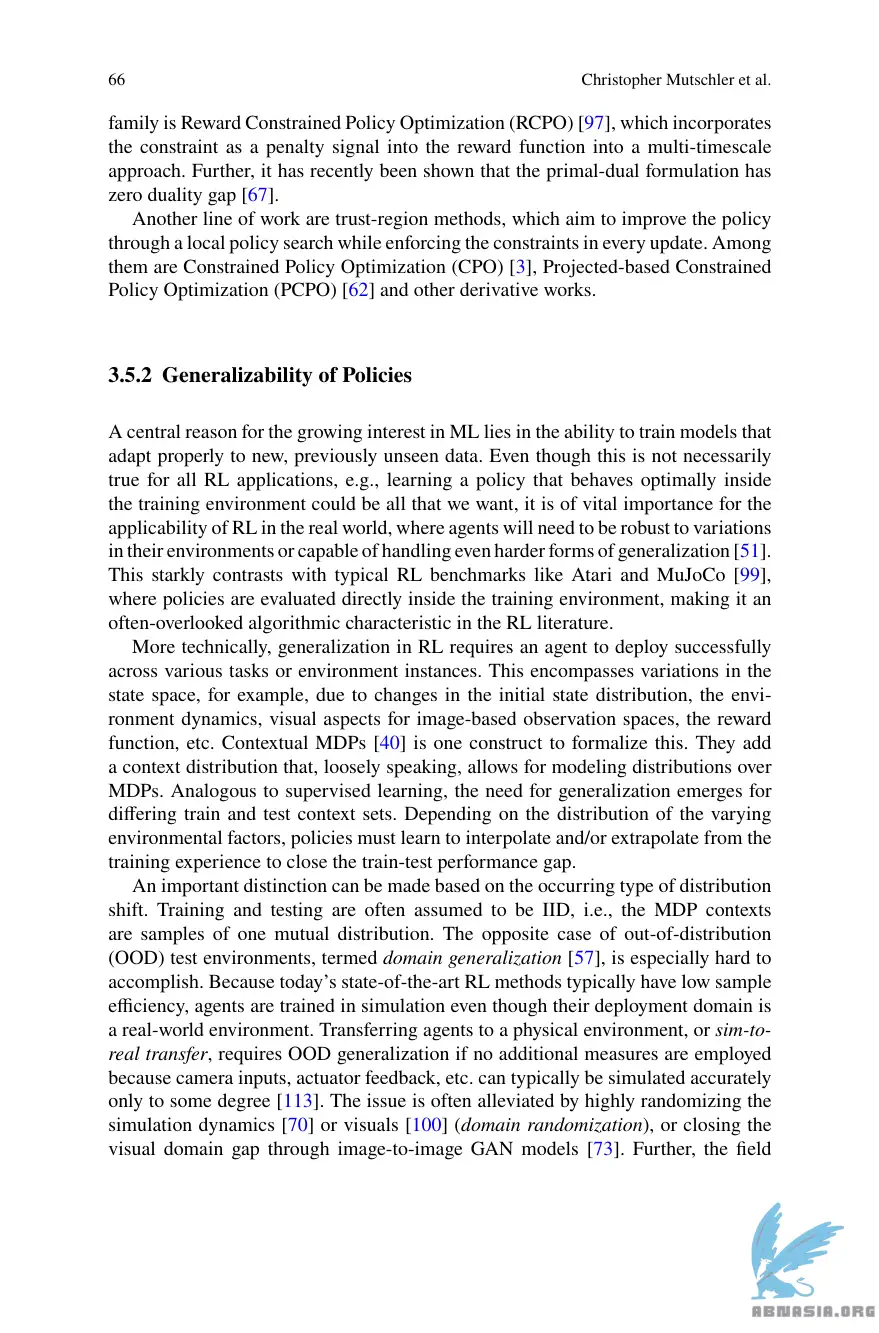 66
Christopher Mutschler et al.
family is Reward Constrained Policy Optimization (RCPO) [97], which incorporates
the constraint as a penalty signal into the reward function into a multi-timescale
approach. Further, it has recently been shown that the primal-dual formulation has
zero duality gap [67].
Another line of work are trust-region methods, which aim to improve the policy
through a local policy search while enforcing the constraints in every update. Among
them are Constrained Policy Optimization (CPO) [3], Projected-based Constrained
Policy Optimization (PCPO) [62] and other derivative works.
3.5.2 Generalizability of Policies
A central reason for the growing interest in ML lies in the ability to train models that
adapt properly to new, previously unseen data. Even though this is not necessarily
true for all RL applications, e.g., learning a policy that behaves optimally inside
the training environment could be all that we want, it is of vital importance for the
applicability of RL in the real world, where agents will need to be robust to variations
in their environments or capable of handling even harder forms of generalization [51].
This starkly contrasts with typical RL benchmarks like Atari and MuJoCo [99],
where policies are evaluated directly inside the training environment, making it an
often-overlooked algorithmic characteristic in the RL literature.
More technically, generalization in RL requires an agent to deploy successfully
across various tasks or environment instances. This encompasses variations in the
state space, for example, due to changes in the initial state distribution, the envi-
ronment dynamics, visual aspects for image-based observation spaces, the reward
function, etc. Contextual MDPs [40] is one construct to formalize this. They add
a context distribution that, loosely speaking, allows for modeling distributions over
MDPs. Analogous to supervised learning, the need for generalization emerges for
differing train and test context sets. Depending on the distribution of the varying
environmental factors, policies must learn to interpolate and/or extrapolate from the
training experience to close the train-test performance gap.
An important distinction can be made based on the occurring type of distribution
shift. Training and testing are often assumed to be IID, i.e., the MDP contexts
are samples of one mutual distribution. The opposite case of out-of-distribution
(OOD) test environments, termed domain generalization [57], is especially hard to
accomplish. Because today's state-of-the-art RL methods typically have low sample
efficiency, agents are trained in simulation even though their deployment domain is
a real-world environment. Transferring agents to a physical environment, or sim-to-
real transfer, requires OOD generalization if no additional measures are employed
because camera inputs, actuator feedback, etc. can typically be simulated accurately
only to some degree [113]. The issue is often alleviated by highly randomizing the
simulation dynamics [70] or visuals [100] (domain randomization), or closing the
visual domain gap through image-to-image GAN models [73]. Further, the field
ABNASIA.ORG